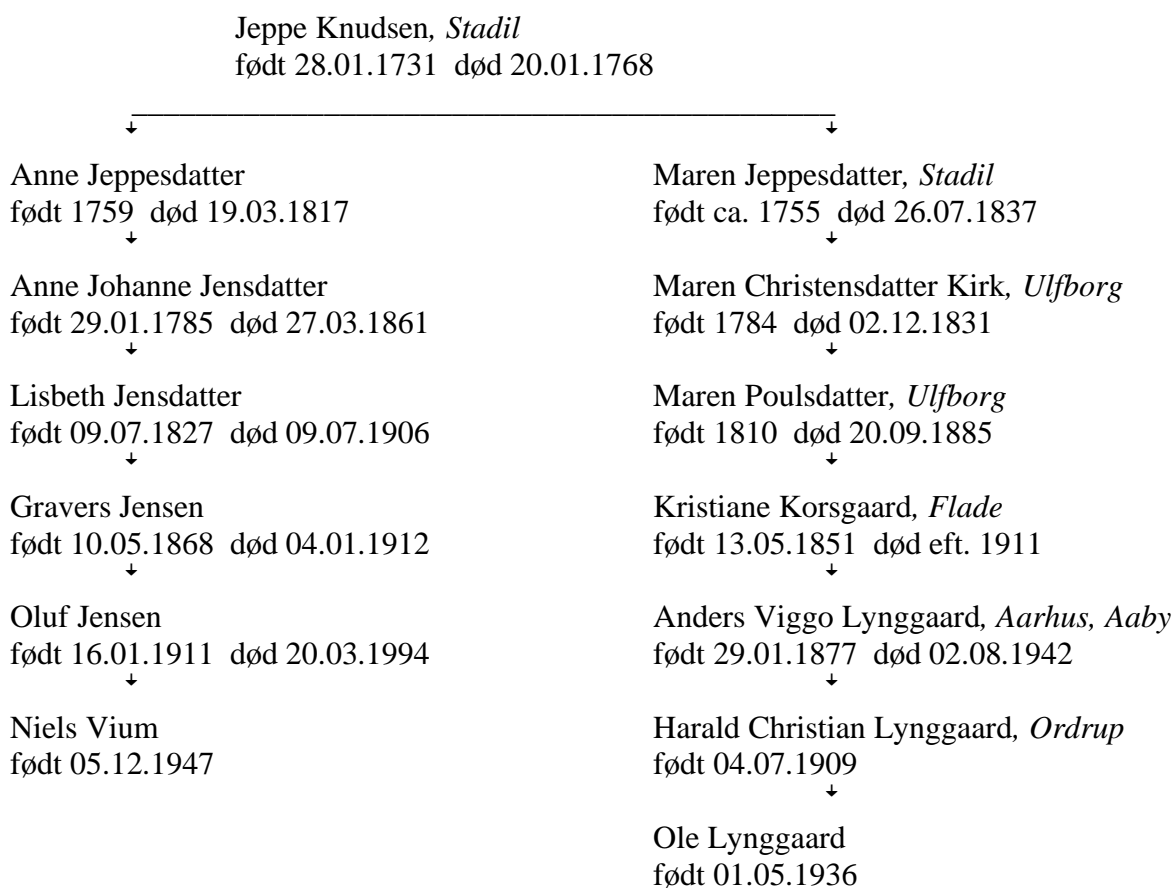 Jeppe Knudsen, Stadil
født 28.01.1731 død 20.01.1768
Anne Jeppesdatter
født 1759 død 19.03.1817
Anne Johanne Jensdatter
født 29.01.1785 død 27.03.1861
Lisbeth Jensdatter
født 09.07.1827 død 09.07.1906
Gravers Jensen
født 10.05.1868 død 04.01.1912
Oluf Jensen
født 16.01.1911 død 20.03.1994
Niels Vium
født 05.12.1947
Maren Jeppesdatter, Stadil
født ca. 1755 død 26.07.1837
Maren Christensdatter Kirk, Ulfborg
født 1784 død 02.12.1831
Maren Poulsdatter, Ulfborg
født 1810 død 20.09.1885
Kristiane Korsgaard, Flade
født 13.05.1851 død eft. 1911
Anders Viggo Lynggaard, Aarhus, Aaby
født 29.01.1877 død 02.08.1942
Harald Christian Lynggaard, Ordrup
født 04.07.1909
Ole Lynggaard
født 01.05.1936